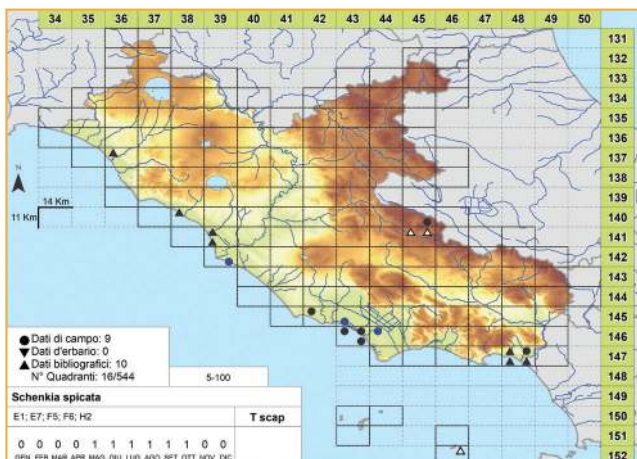 34 35 36 37 38 39 40 41 42 43 44 45 46 47 48 49 50
131
132
133
134
135
136
137
138
139
140
141
142
143
144
145
146
147
148
149
150
151
152
N
14 Km
11 Km
Dati di campo: 9
Dati d'erbario: 0
Dati bibliografici: 10
N° Quadranti: 16/544
5-100
Schenkia spicata
E1; E7; F5; F6; H2
T scap
0 0 0 0 1 1 1 1 1 1 0 0
GEN FEB MAR APR MAG GIU LUG AGO SET OTT NOV DIC